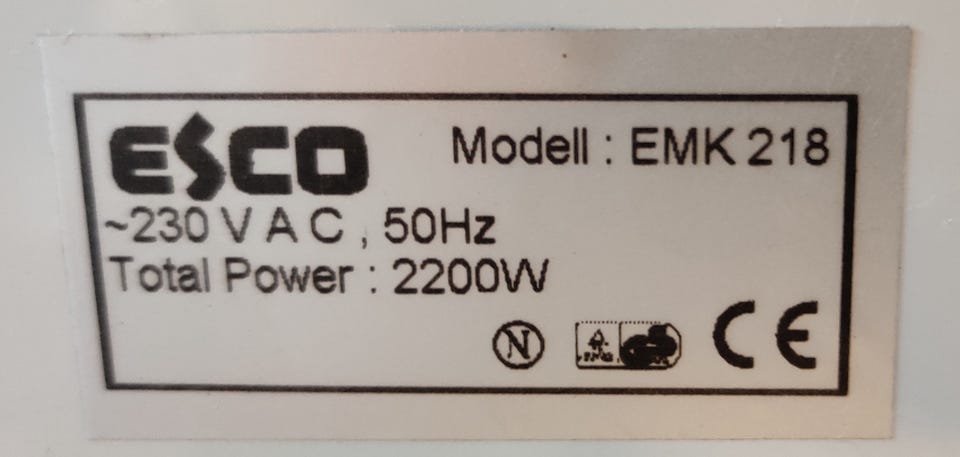 ESCO
Modell : EMK 218
~230 V A C , 50Hz
Total Power : 2200W
N
CE